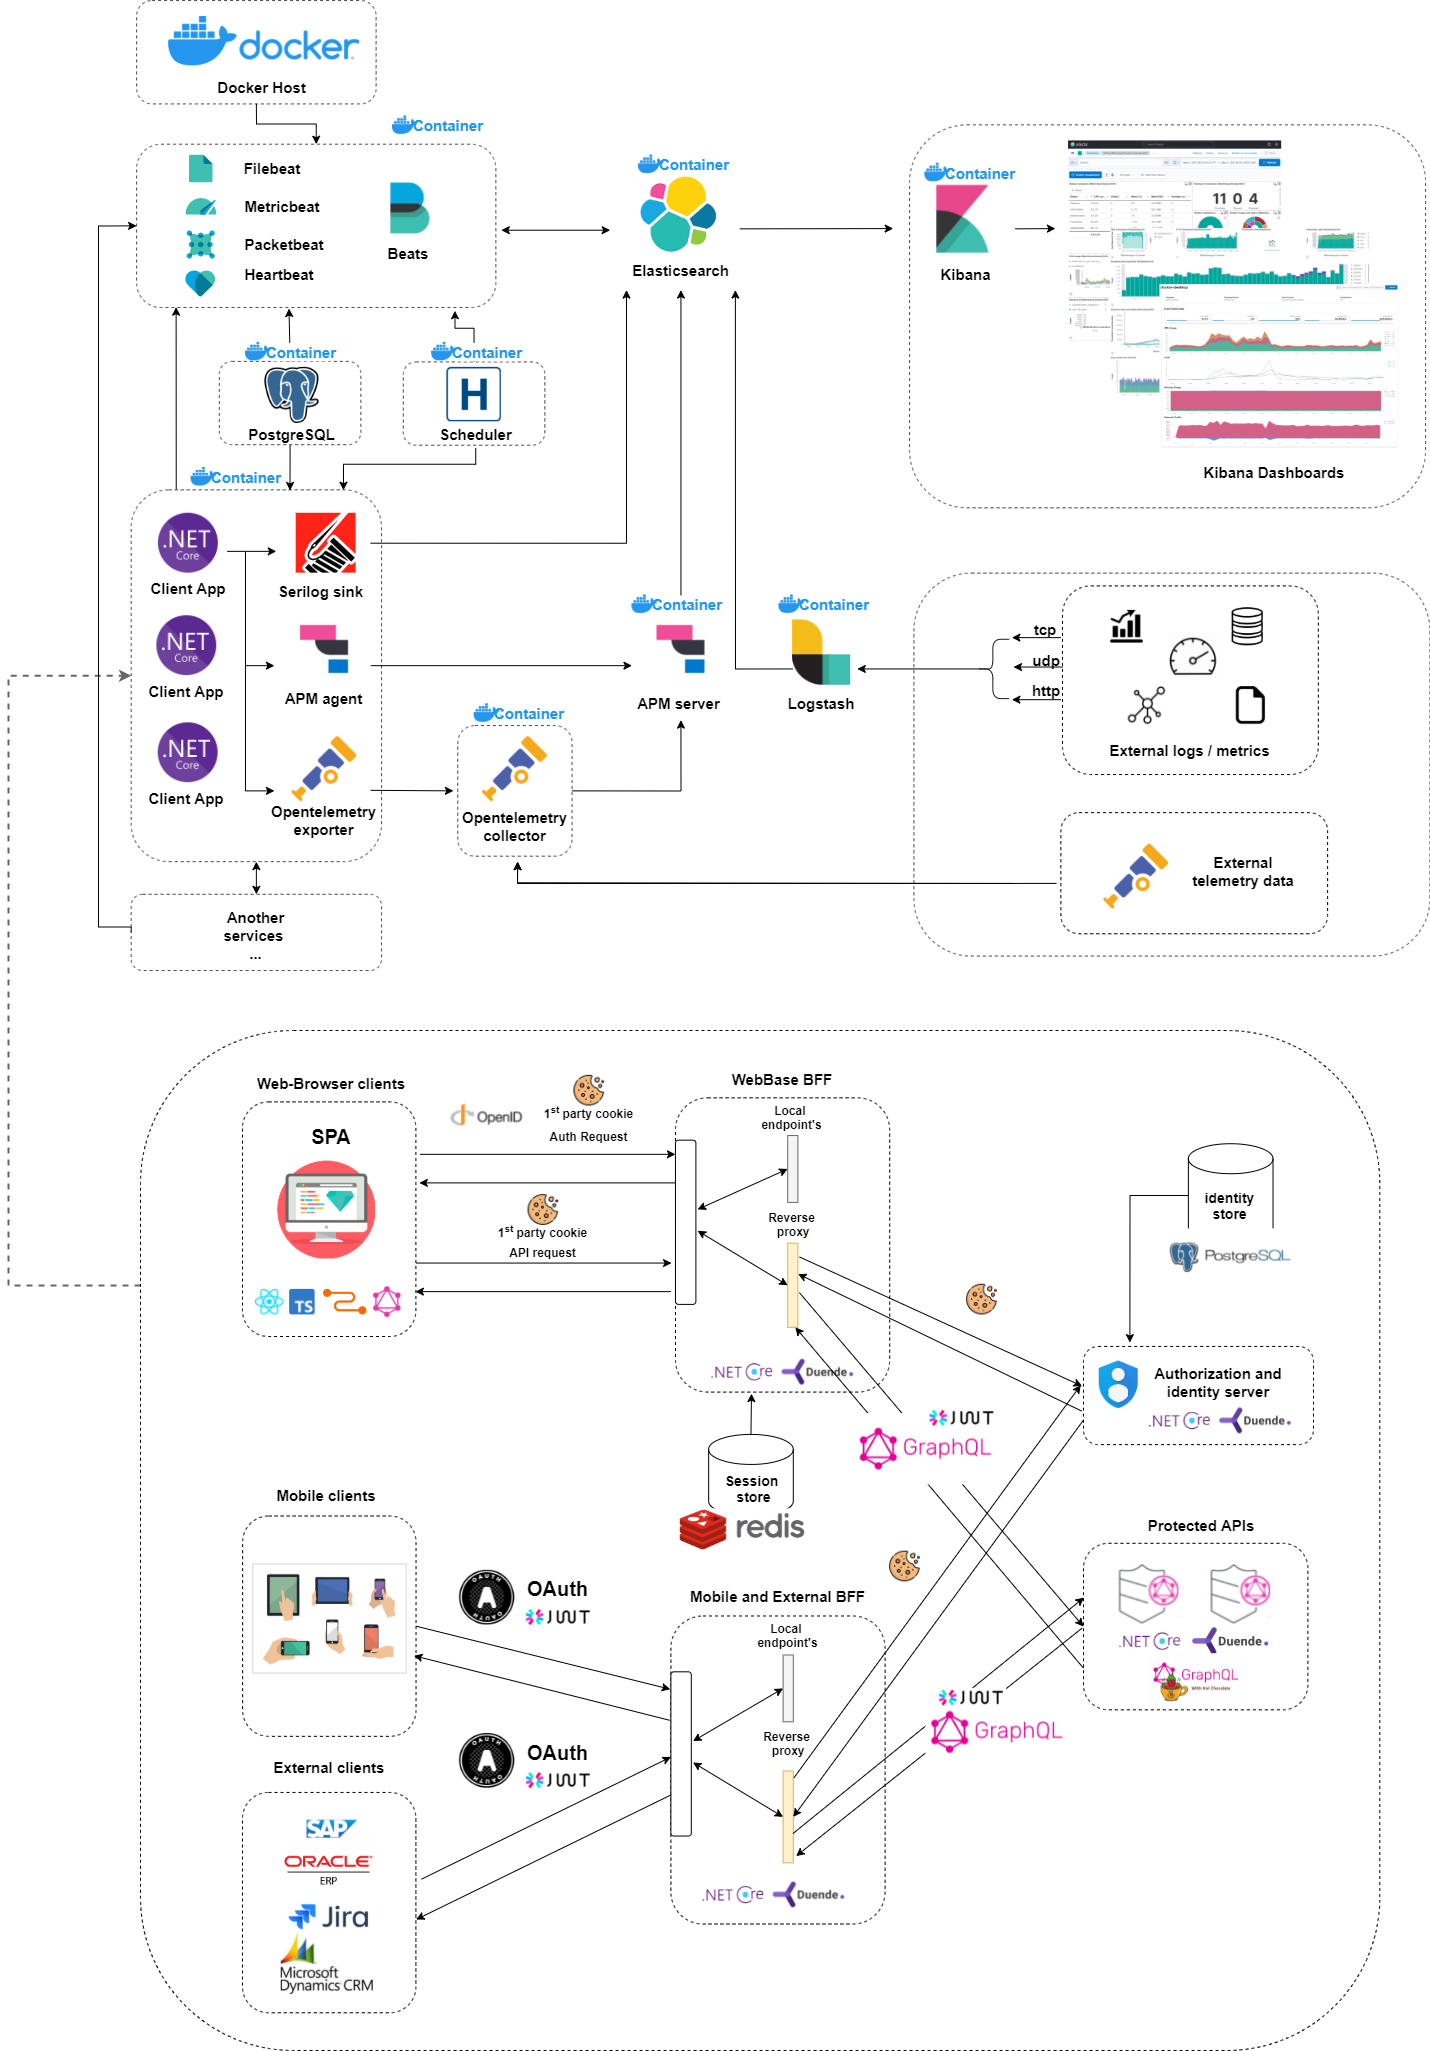 docker
Docker Host
Container
Filebeat
Metricbeat
Packetbeat
Heartbeat
Beats
Container
Elasticsearch
Container
Kibana
11 0 4
Kibana Dashboards
Container
PostgreSQL
Container
H
Scheduler
Container
.NET
Core
Client App
Serilog sink
.NET
Core
Client App
APM agent
.NET
Core
Client App
Opentelemetry
exporter
Container
Opentelemetry
collector
Container
APM server
Container
Logstash
tcp
udp
http
External logs / metrics
External
telemetry data
Another
services
...
Web-Browser clients
SPA
TS
OpenID
1st party cookie
Auth Request
1st party cookie
API request
WebBase BFF
Local
endpoint's
Reverse
proxy
.NET Core
Duende
identity
store
PostgreSQL
Authorization and
identity server
.NET Core
Duende
JWT
GraphQL
Session
store
redis
Mobile clients
OAUTH
A
OAUTH
OAuth
JWT
Mobile and External BFF
Local
endpoint's
Reverse
proxy
.NET Core
Duende
Protected APIs
.NET Core
Duende
GraphQL
With Hot Chocolate
JWT
GraphQL
External clients
OAUTH
A
OAUTH
OAuth
JWT
SAP
ORACLE
ERP
Jira
Microsoft
Dynamics CRM